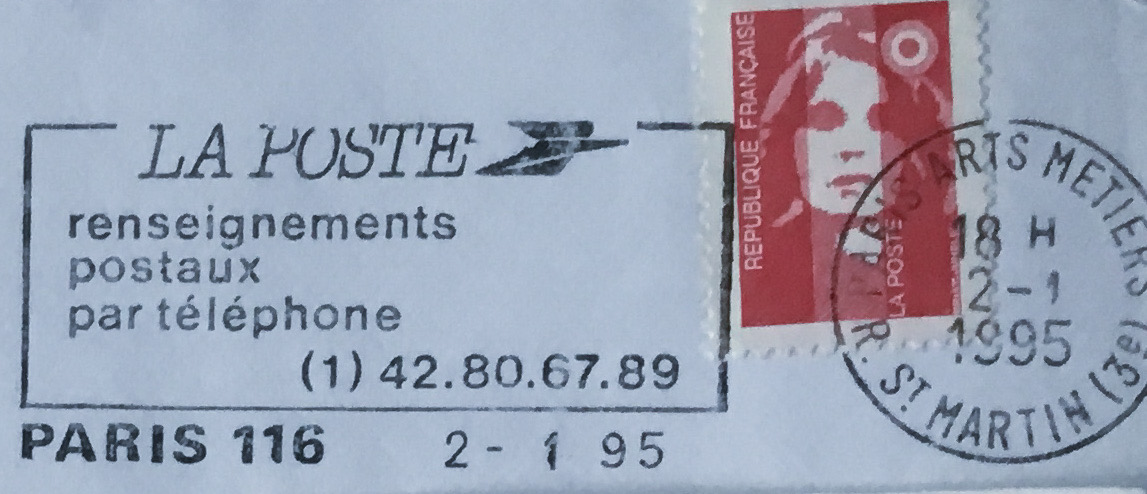 LA POSTE
renseignements
postaux
par téléphone
(1) 42.80.67.89
PARIS 116 2 - 1 95
REPUBLIQUE FRANÇAISE
LA POSTE
PARIS ARTS METIERS
18 H
2 - 1
1995
R. ST MARTIN (3e)